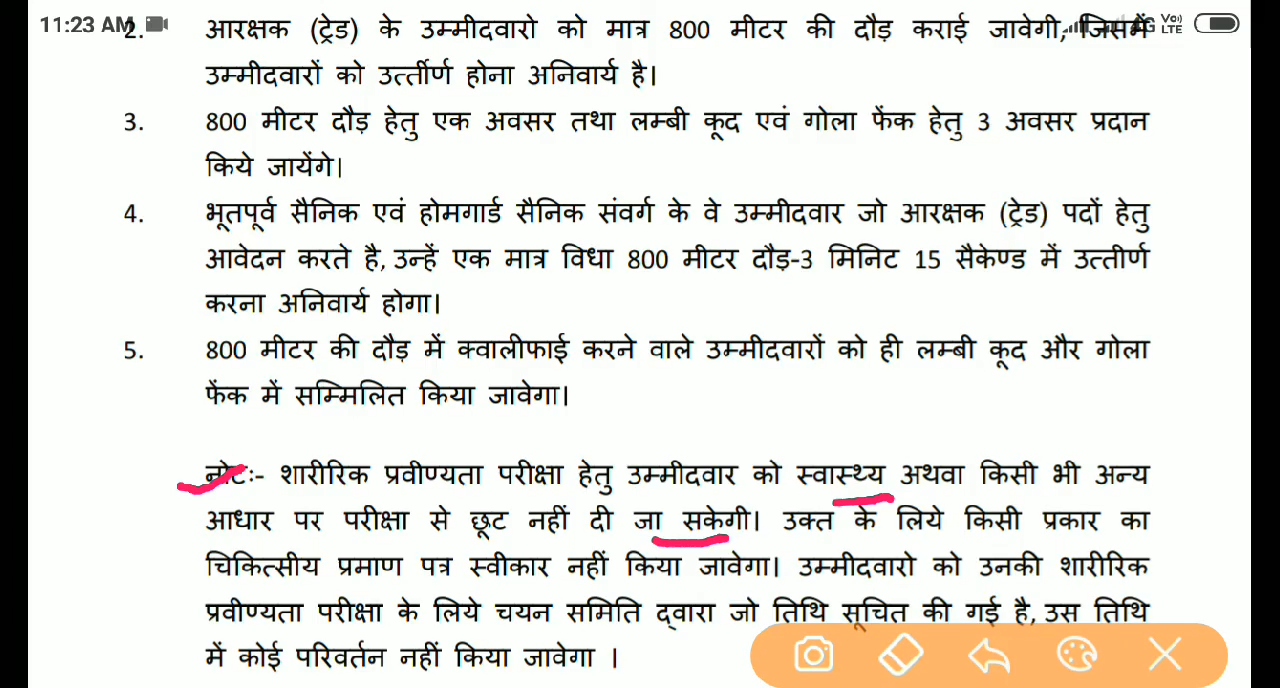 11:23 AM
4G Vo) LTE
2. आरक्षक (ट्रेड) के उम्मीदवारो को मात्र 800 मीटर की दौड़ कराई जावेगी, जिसमें
उम्मीदवारों को उर्त्तीर्ण होना अनिवार्य है।
3. 800 मीटर दौड़ हेतु एक अवसर तथा लम्बी कूद एवं गोला फेंक हेतु 3 अवसर प्रदान
किये जायेंगे।
4. भूतपूर्व सैनिक एवं होमगार्ड सैनिक संवर्ग के वे उम्मीदवार जो आरक्षक (ट्रेड) पदों हेतु
आवेदन करते है, उन्हें एक मात्र विधा 800 मीटर दौड़-3 मिनिट 15 सैकेण्ड में उत्तीर्ण
करना अनिवार्य होगा।
5. 800 मीटर की दौड़ में क्वालीफाई करने वाले उम्मीदवारों को ही लम्बी कूद और गोला
फेंक में सम्मिलित किया जावेगा।
नोटः- शारीरिक प्रवीण्यता परीक्षा हेतु उम्मीदवार को स्वास्थ्य अथवा किसी भी अन्य
आधार पर परीक्षा से छूट नहीं दी जा सकेगी। उक्त के लिये किसी प्रकार का
चिकित्सीय प्रमाण पत्र स्वीकार नहीं किया जावेगा। उम्मीदवारो को उनकी शारीरिक
प्रवीण्यता परीक्षा के लिये चयन समिति द्वारा जो तिथि सूचित की गई है, उस तिथि
में कोई परिवर्तन नहीं किया जावेगा ।